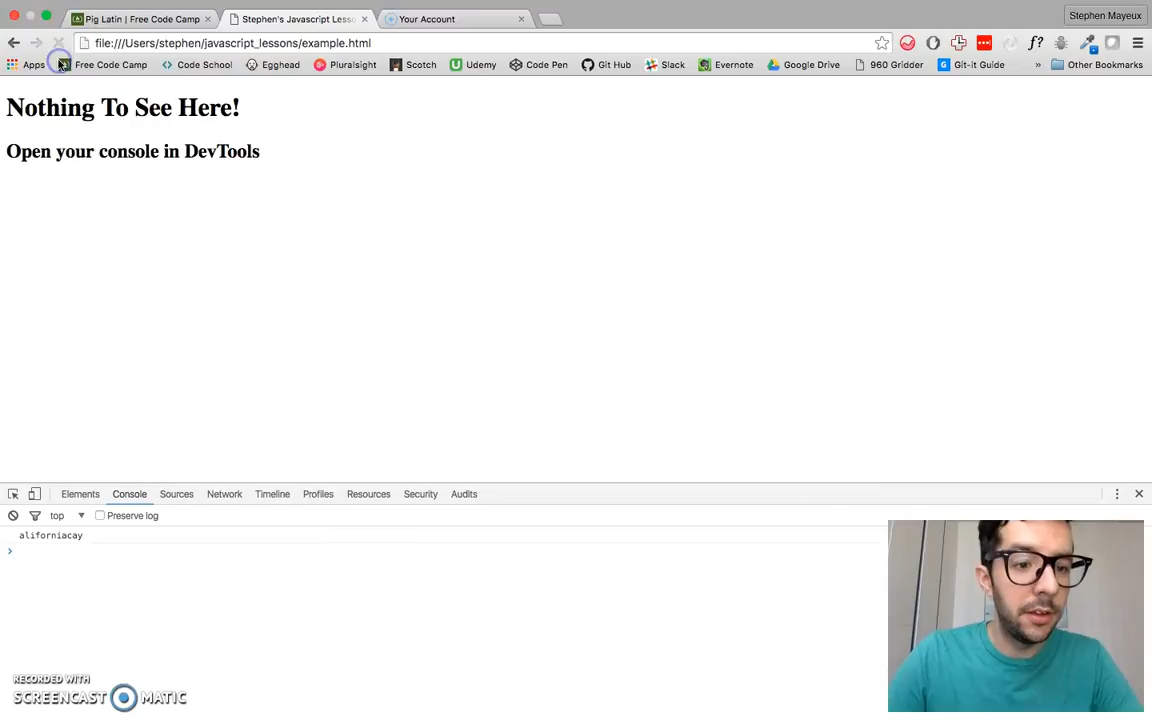 Pig Latin | Free Code Camp
Stephen's Javascript Lesso
Your Account
Stephen Mayeux
file:///Users/stephen/javascript_lessons/example.html
f?
Apps Free Code Camp Code School Egghead Pluralsight Scotch Udemy Code Pen Git Hub Slack Evernote Google Drive 960 Gridder Git-it Guide » Other Bookmarks
Nothing To See Here!
Open your console in DevTools
Elements Console Sources Network Timeline Profiles Resources Security Audits
top Preserve log
aliforniacay
RECORDED WITH
SCREENCAST MATIC